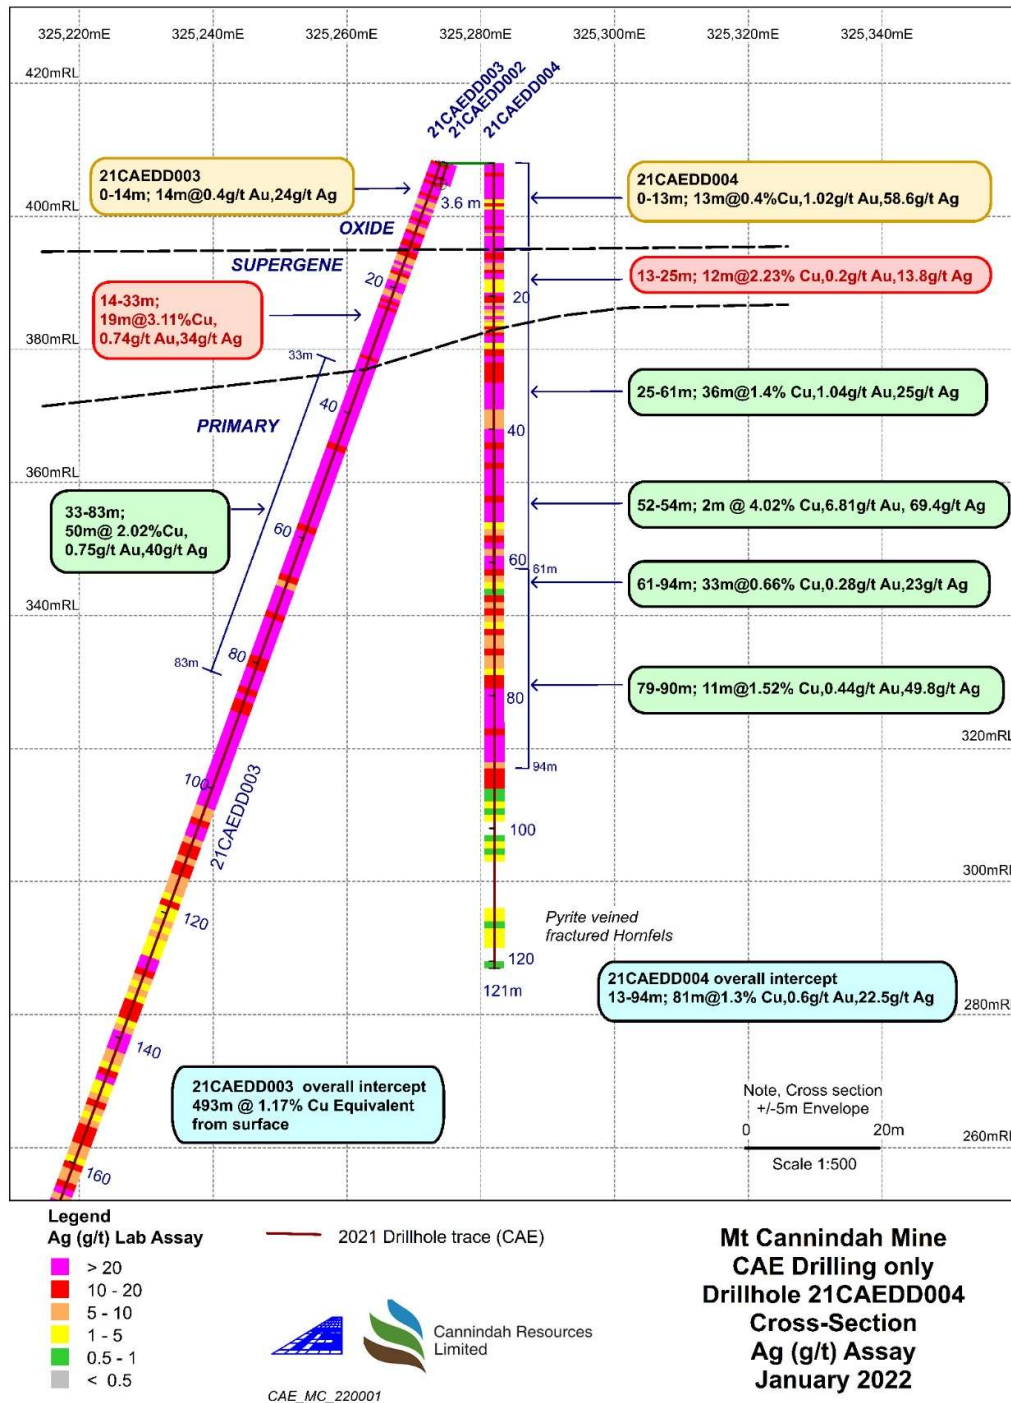 325,220mE 325,240mE 325,260mE 325,280mE 325,300mE 325,320mE 325,340mE
420mRL
21CAEDD003
21CAEDD002
21CAEDD004
21CAEDD003
0-14m; 14m@0.4g/t Au,24g/t Ag
21CAEDD004
0-13m; 13m@0.4%Cu,1.02g/t Au,58.6g/t Ag
3.6 m
400mRL
OXIDE
SUPERGENE
13-25m; 12m@2.23% Cu,0.2g/t Au,13.8g/t Ag
20
20
14-33m;
19m@3.11%Cu,
0.74g/t Au,34g/t Ag
380mRL
33m
25-61m; 36m@1.4% Cu,1.04g/t Au,25g/t Ag
40
PRIMARY
40
360mRL
52-54m; 2m @ 4.02% Cu,6.81g/t Au, 69.4g/t Ag
33-83m;
50m@ 2.02%Cu,
0.75g/t Au,40g/t Ag
60
60
61m
61-94m; 33m@0.66% Cu,0.28g/t Au,23g/t Ag
340mRL
80
83m
79-90m; 11m@1.52% Cu,0.44g/t Au,49.8g/t Ag
80
320mRL
94m
100
21CAEDD003
100
300mRL
120
Pyrite veined
fractured Hornfels
120
121m
21CAEDD004 overall intercept
13-94m; 81m@1.3% Cu,0.6g/t Au,22.5g/t Ag
280mRL
140
21CAEDD003 overall intercept
493m @ 1.17% Cu Equivalent
from surface
Note, Cross section
+/-5m Envelope
0 20m
Scale 1:500
260mRL
160
Legend
Ag (g/t) Lab Assay
> 20
10 - 20
5 - 10
1 - 5
0.5 - 1
< 0.5
2021 Drillhole trace (CAE)
Cannindah Resources
Limited
CAE_MC_220001
Mt Cannindah Mine
CAE Drilling only
Drillhole 21CAEDD004
Cross-Section
Ag (g/t) Assay
January 2022